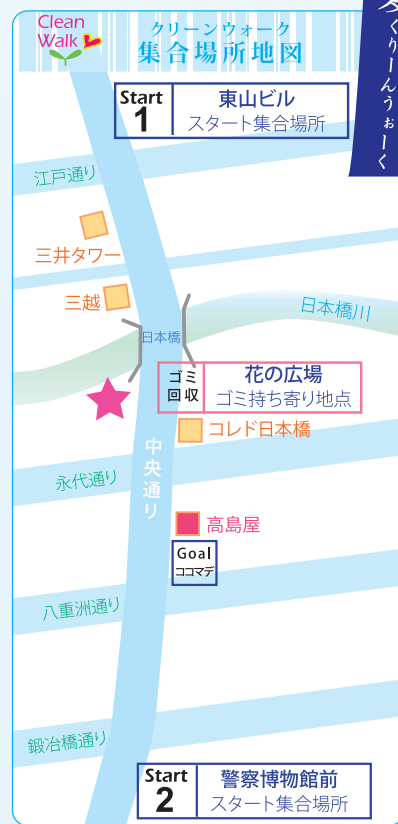 Clean
Walk
クリーンウォーク
集合場所地図
くりーんうぉーく
Start
1
東山ビル
スタート集合場所
江戸通り
三井タワー
三越
日本橋川
日本橋
ゴミ
回収
花の広場
ゴミ持ち寄り地点
コレド日本橋
中央通り
永代通り
高島屋
Goal
ココマデ
八重洲通り
鍛冶橋通り
Start
2
警察博物館前
スタート集合場所